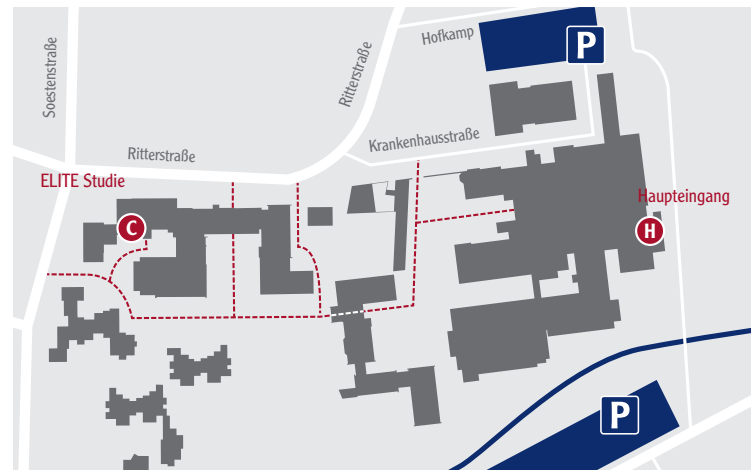 Hofkamp
P
Soestenstraße
Ritterstraße
Krankenhausstraße
Ritterstraße
ELITE Studie
Haupteingang
C
H
P